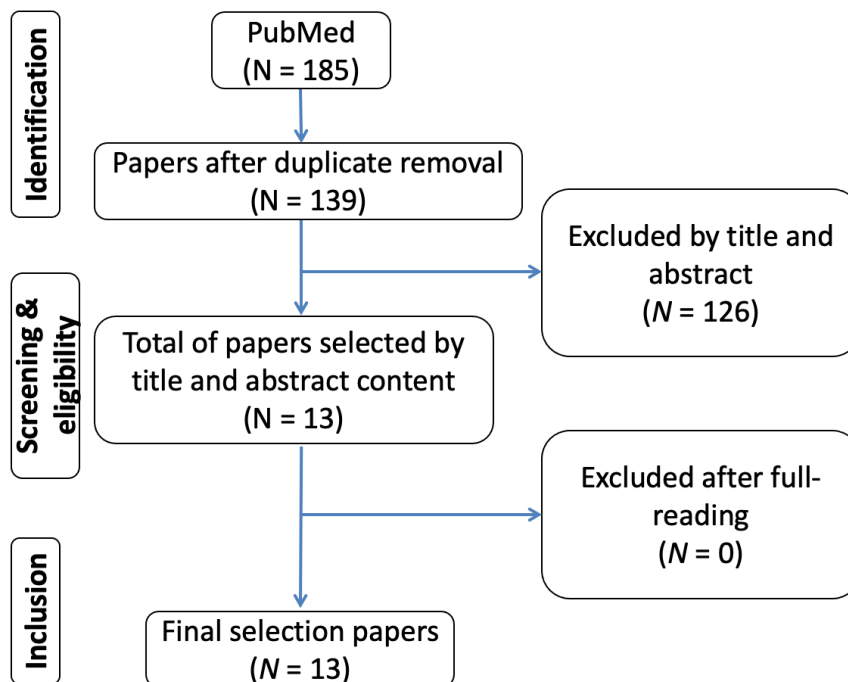 Identification
PubMed
(N = 185)
Papers after duplicate removal
(N = 139)
Excluded by title and
abstract
(N = 126)
Screening &
eligibility
Total of papers selected by
title and abstract content
(N = 13)
Excluded after full-
reading
(N = 0)
Inclusion
Final selection papers
(N = 13)